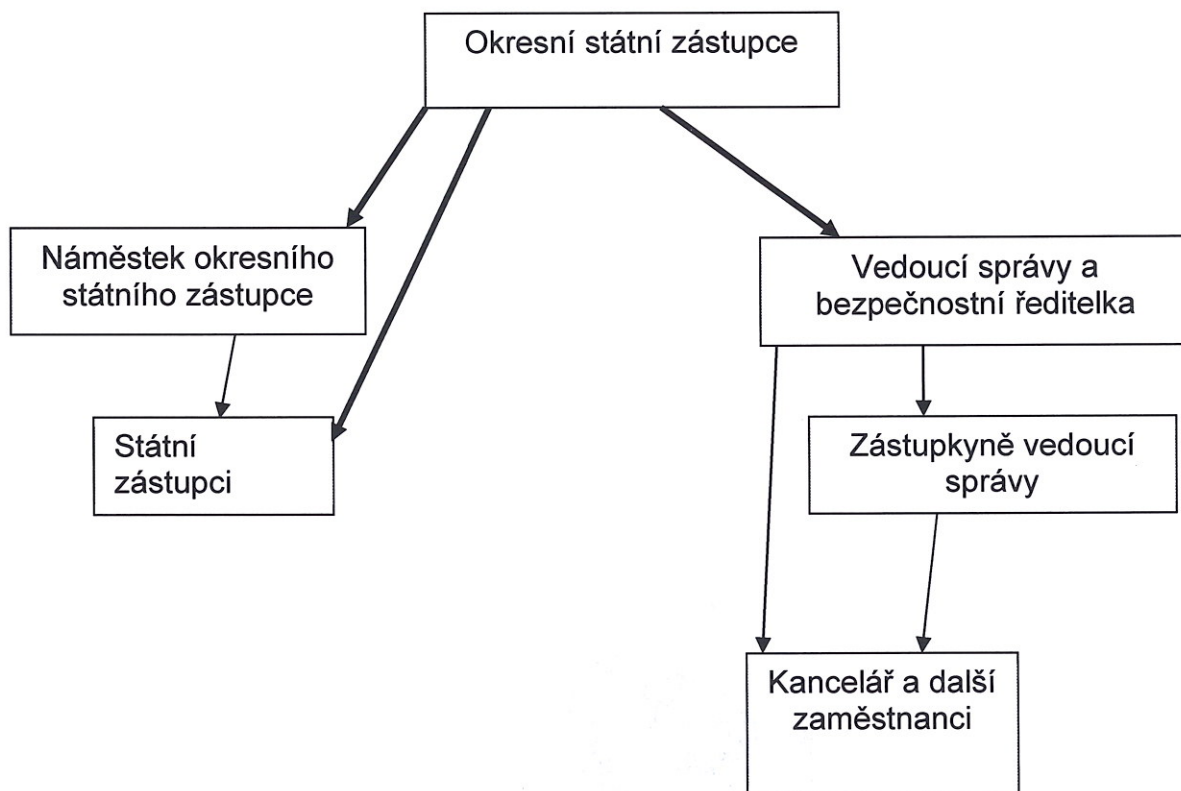 Okresní státní zástupce
Náměstek okresního
státního zástupce
Vedoucí správy a
bezpečnostní ředitelka
Státní
zástupci
Zástupkyně vedoucí
správy
Kancelář a další
zaměstnanci